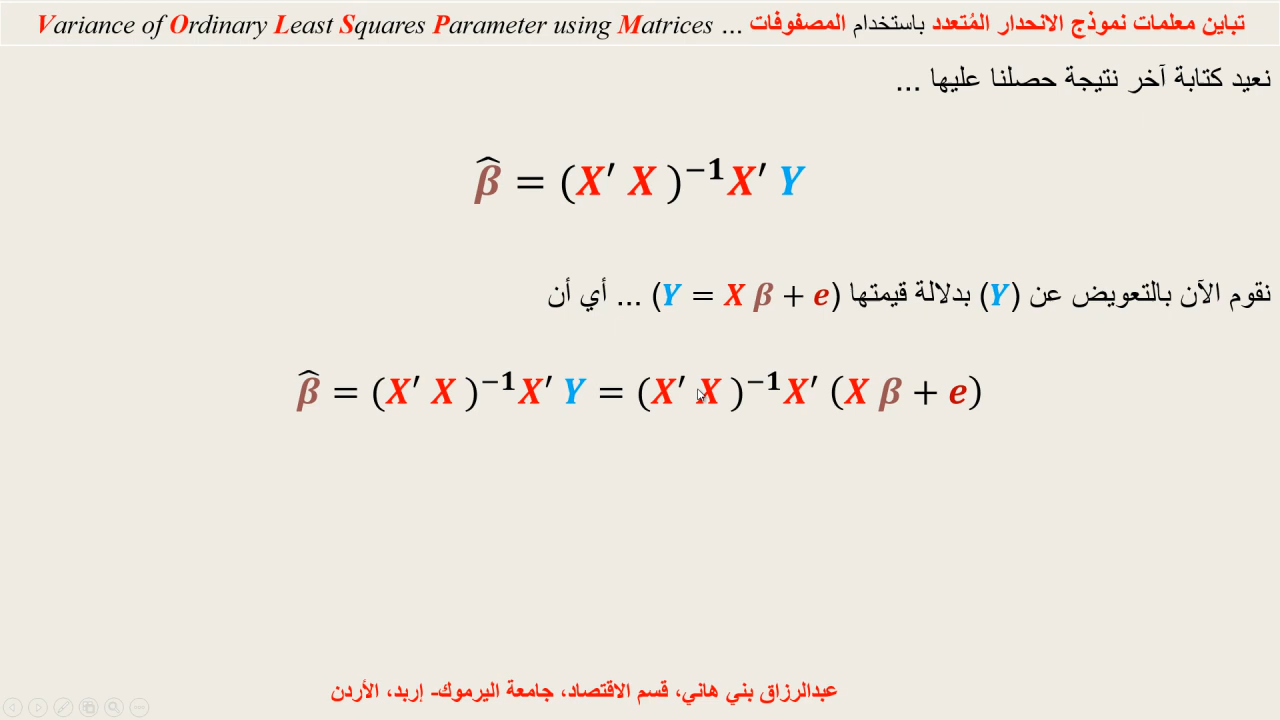 تباين معلمات نموذج الانحدار المُتعدد باستخدام المصفوفات ... Variance of Ordinary Least Squares Parameter using Matrices
نعيد كتابة آخر نتيجة حصلنا عليها ...
β̂ = (X′ X )⁻¹X′ Y
نقوم الآن بالتعويض عن (Y) بدلالة قيمتها (Y = X β + e) ... أي أن
β̂ = (X′ X )⁻¹X′ Y = (X′ X )⁻¹X′ (X β + e)
عبدالرزاق بني هاني، قسم الاقتصاد، جامعة اليرموك- إربد، الأردن